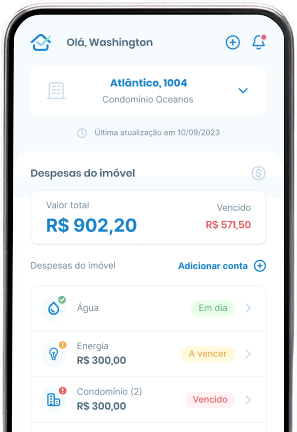 Olá, Washington
Atlântico, 1004
Condomínio Oceanos
Última atualização em 10/09/2023
Despesas do imóvel
Valor total
Vencido
R$ 902,20
R$ 571,50
Despesas do imóvel
Adicionar conta
Água
Em dia
Energia
R$ 300,00
A vencer
Condomínio (2)
R$ 300,00
Vencido